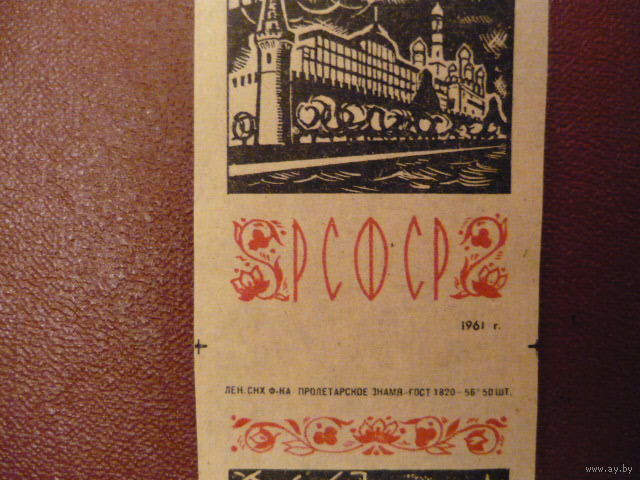 РСФСР
1961 г.
ЛЕН. СНХ Ф-КА ПРОЛЕТАРСКОЕ ЗНАМЯ-ГОСТ 1820-56 50 ШТ.
www.ay.by